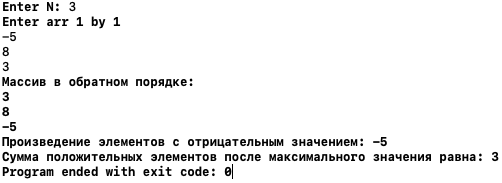 Enter N: 3
Enter arr 1 by 1
-5
8
3
Массив в обратном порядке:
3
8
-5
Произведение элементов с отрицательным значением: -5
Сумма положительных элементов после максимального значения равна: 3
Program ended with exit code: 0